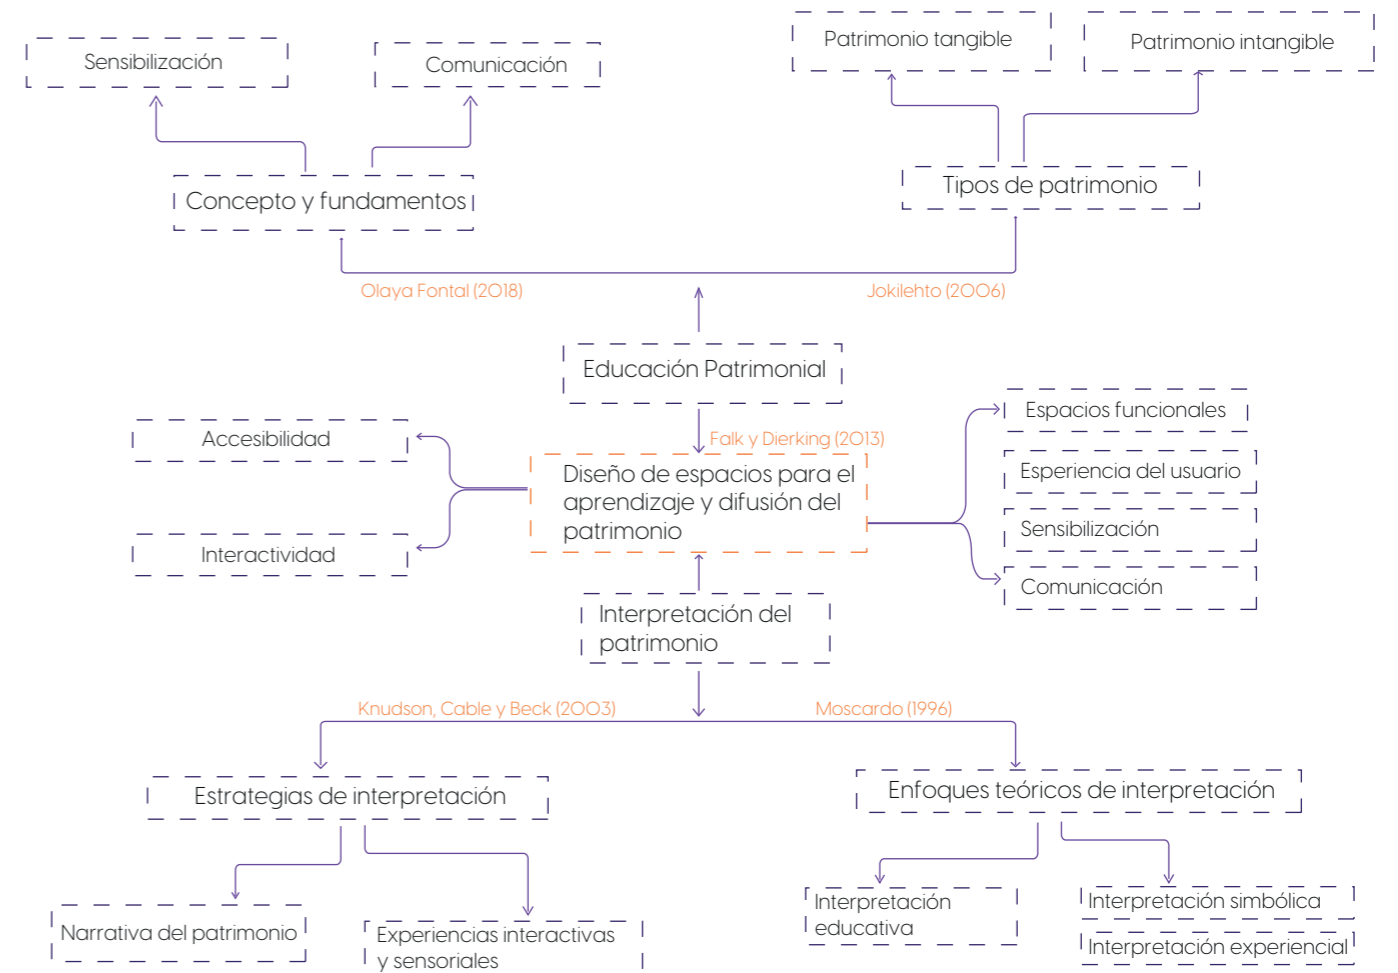 Sensibilización
Comunicación
Patrimonio tangible
Patrimonio intangible
Concepto y fundamentos
Tipos de patrimonio
Olaya Fontal (2018)
Jokilehto (2006)
Educación Patrimonial
Falk y Dierking (2013)
Accesibilidad
Interactividad
Diseño de espacios para el
aprendizaje y difusión del
patrimonio
Espacios funcionales
Esperiencia del usuario
Sensibilización
Comunicación
Interpretación del
patrimonio
Knudson, Cable y Beck (2003)
Moscardo (1996)
Estrategias de interpretación
Enfoques teóricos de interpretación
Narrativa del patrimonio
Experiencias interactivas
y sensoriales
Interpretación
educativa
Interpretación simbólica
Interpretación experiencial